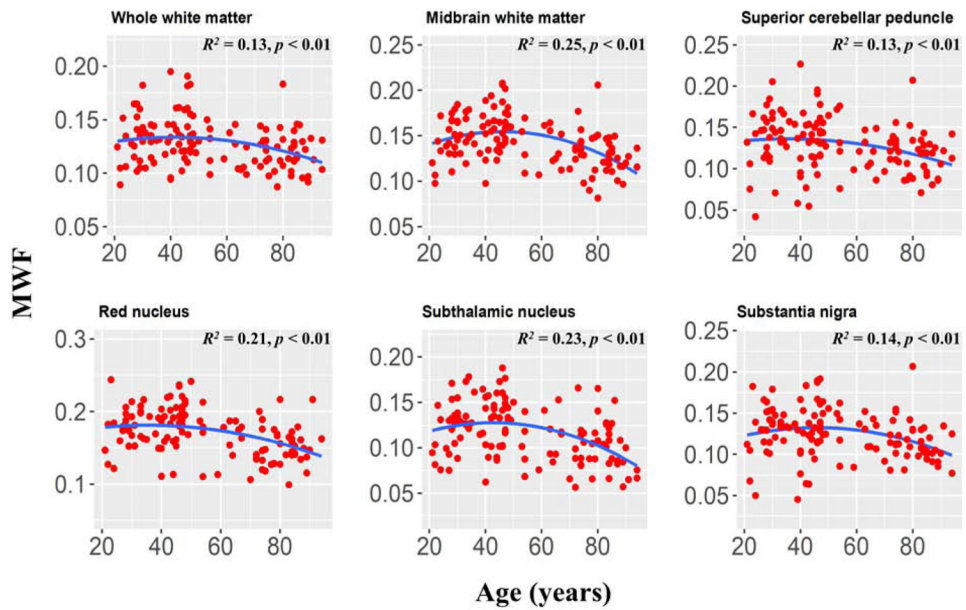 Whole white matter
Midbrain white matter
Superior cerebellar peduncle
R² = 0.13, p < 0.01
R² = 0.25, p < 0.01
R² = 0.13, p < 0.01
0.20
0.15
0.10
0.05
0.25
0.20
0.15
0.10
0.05
0.25
0.20
0.15
0.10
0.05
20 40 60 80
20 40 60 80
20 40 60 80
MWF
Red nucleus
Subthalamic nucleus
Substantia nigra
R² = 0.21, p < 0.01
R² = 0.23, p < 0.01
R² = 0.14, p < 0.01
0.3
0.2
0.1
0.20
0.15
0.10
0.05
0.25
0.20
0.15
0.10
0.05
20 40 60 80
20 40 60 80
20 40 60 80
Age (years)